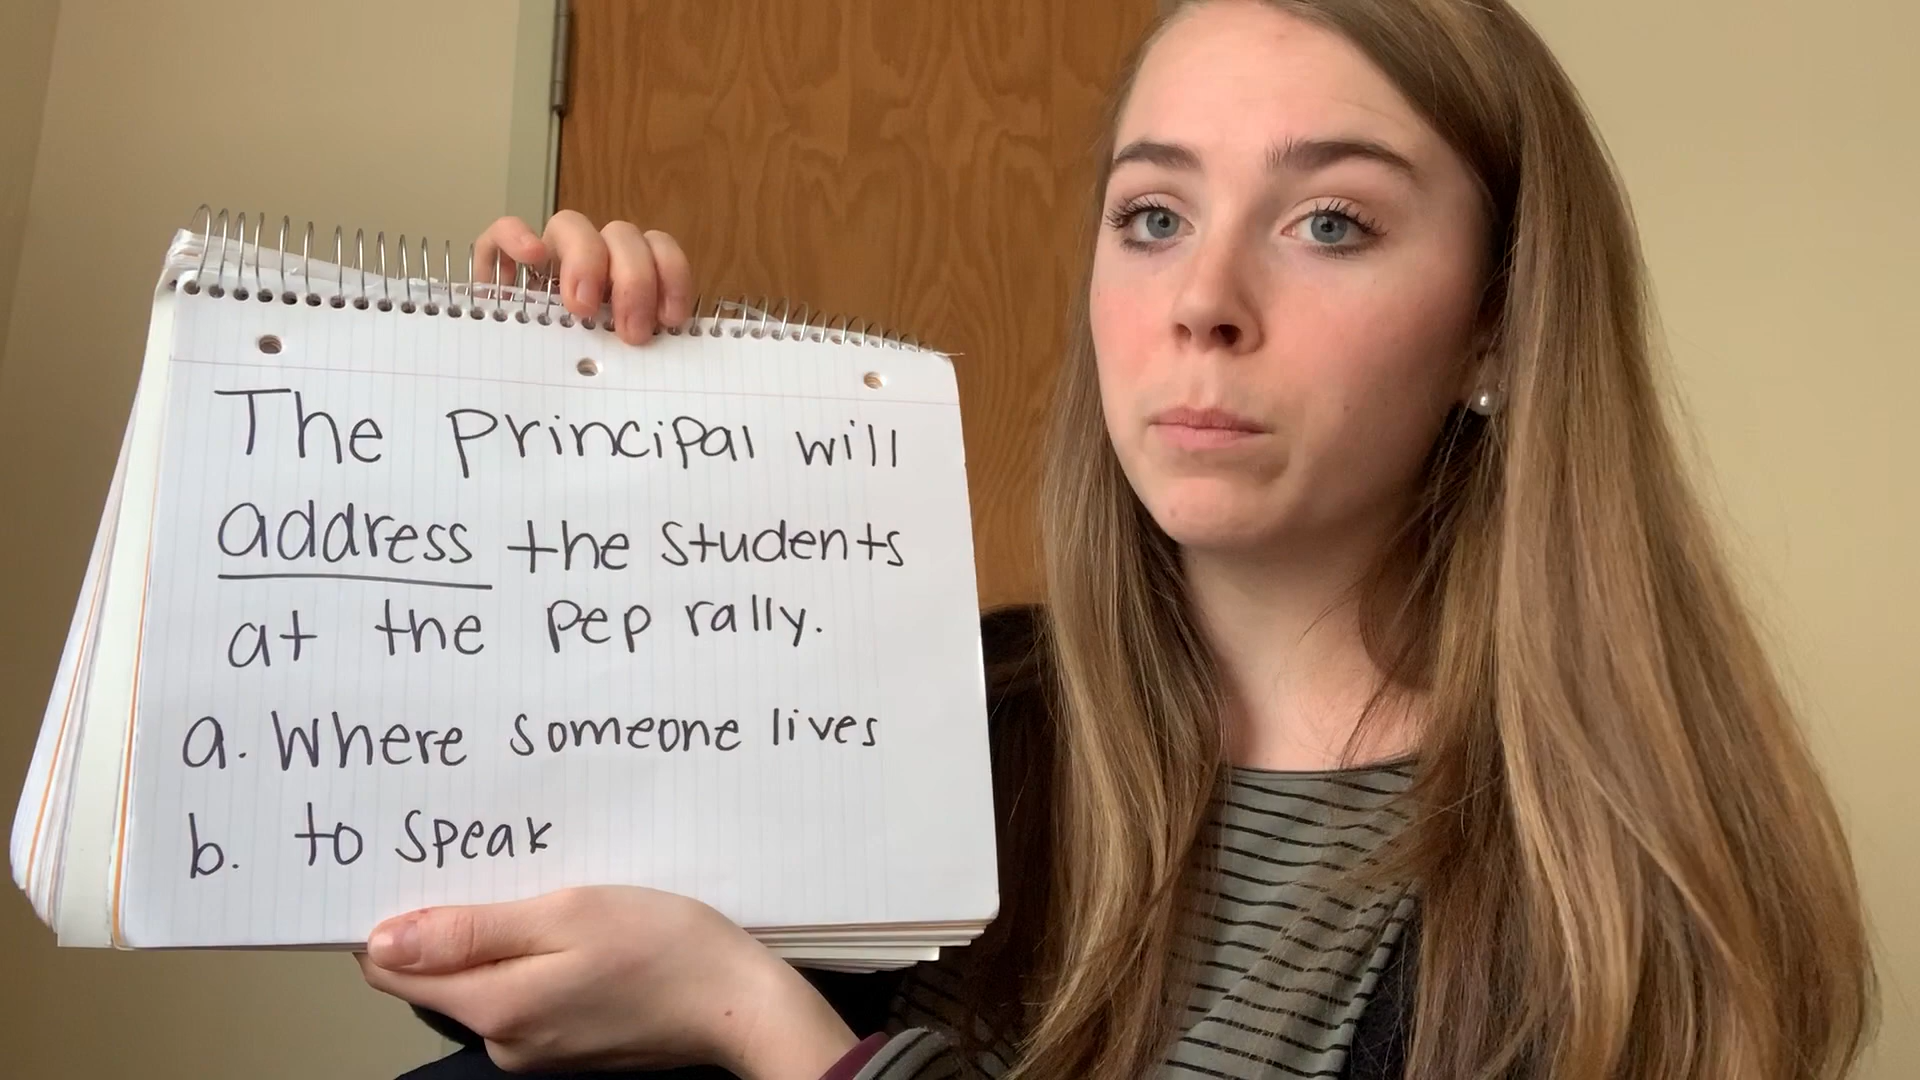 The principal will
address the students
at the pep rally.
a. Where someone lives
b. to speak